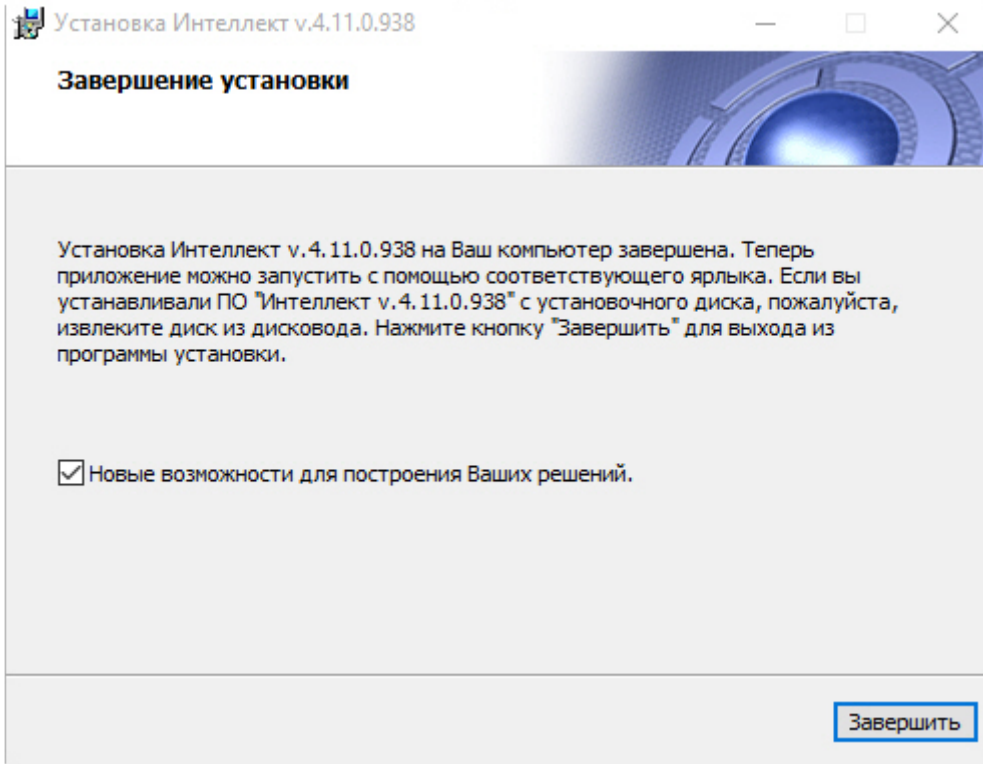 Установка Интеллект v.4.11.0.938
Завершение установки
Установка Интеллект v.4.11.0.938 на Ваш компьютер завершена. Теперь
приложение можно запустить с помощью соответствующего ярлыка. Если вы
устанавливали ПО "Интеллект v.4.11.0.938" с установочного диска, пожалуйста,
извлеките диск из дисковода. Нажмите кнопку "Завершить" для выхода из
программы установки.
Новые возможности для построения Ваших решений.
Завершить